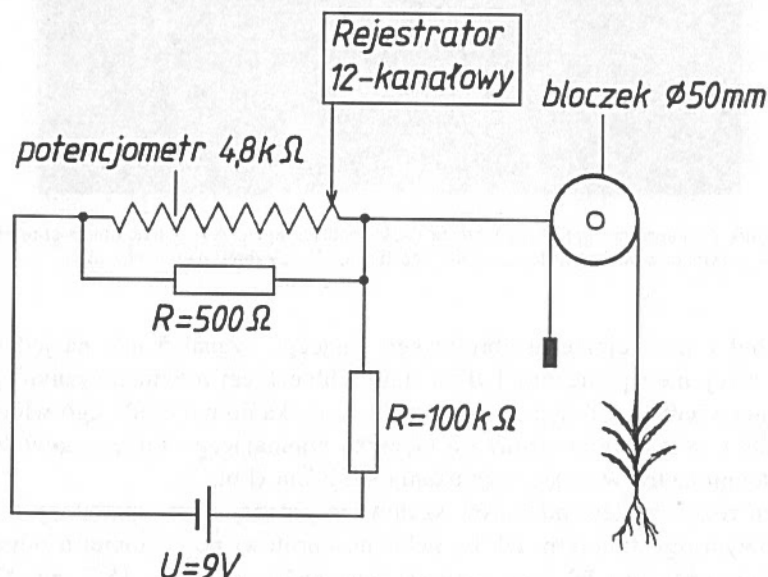 Rejestrator
12-kanałowy
bloczek Ø50mm
potencjometr 4,8kΩ
R=500Ω
R=100kΩ
U=9V